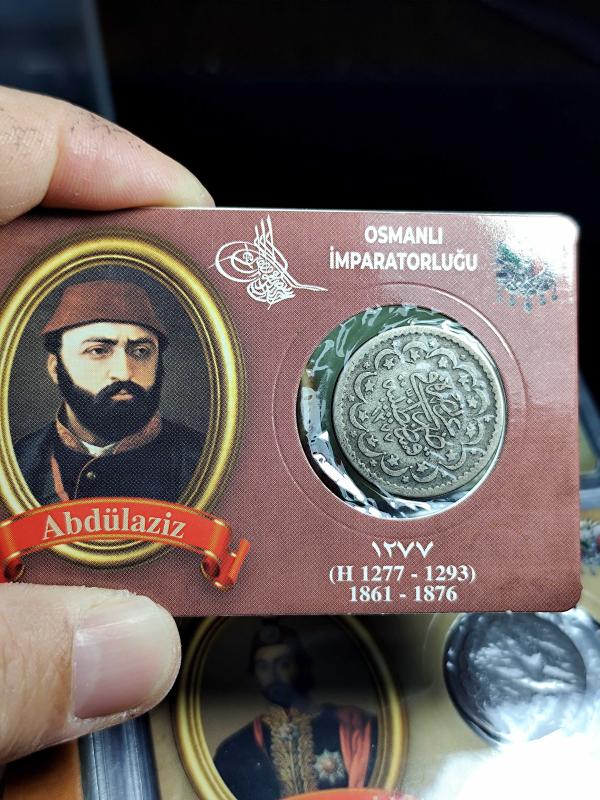 OSMANLI
İMPARATORLUĞU
Abdülaziz
١٢٧٧
(H 1277 - 1293)
1861 - 1876